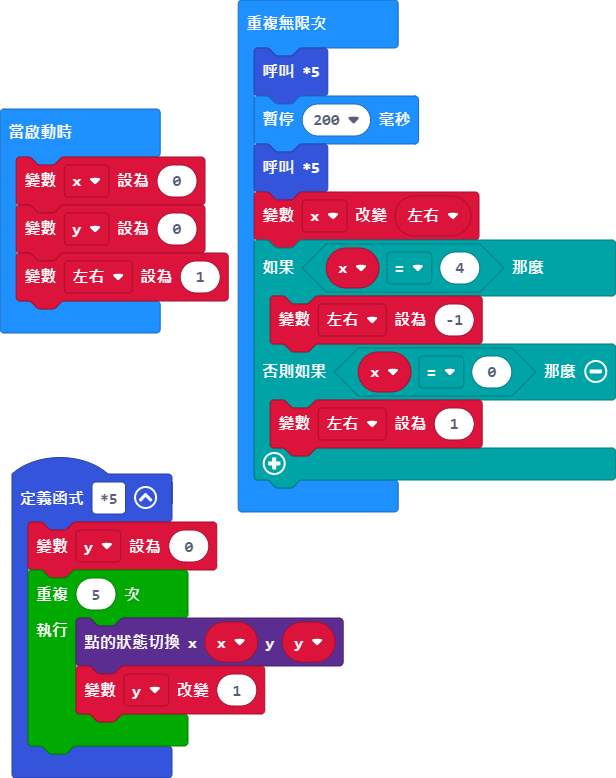 當啟動時
變數 x 設為 0
變數 y 設為 0
變數 左右 設為 1
重複無限次
呼叫 *5
暫停 200 毫秒
呼叫 *5
變數 x 改變 左右
如果 x = 4 那麼
變數 左右 設為 -1
否則如果 x = 0 那麼
變數 左右 設為 1
定義函式 *5
變數 y 設為 0
重複 5 次
執行 點的狀態切換 x x y y
變數 y 改變 1